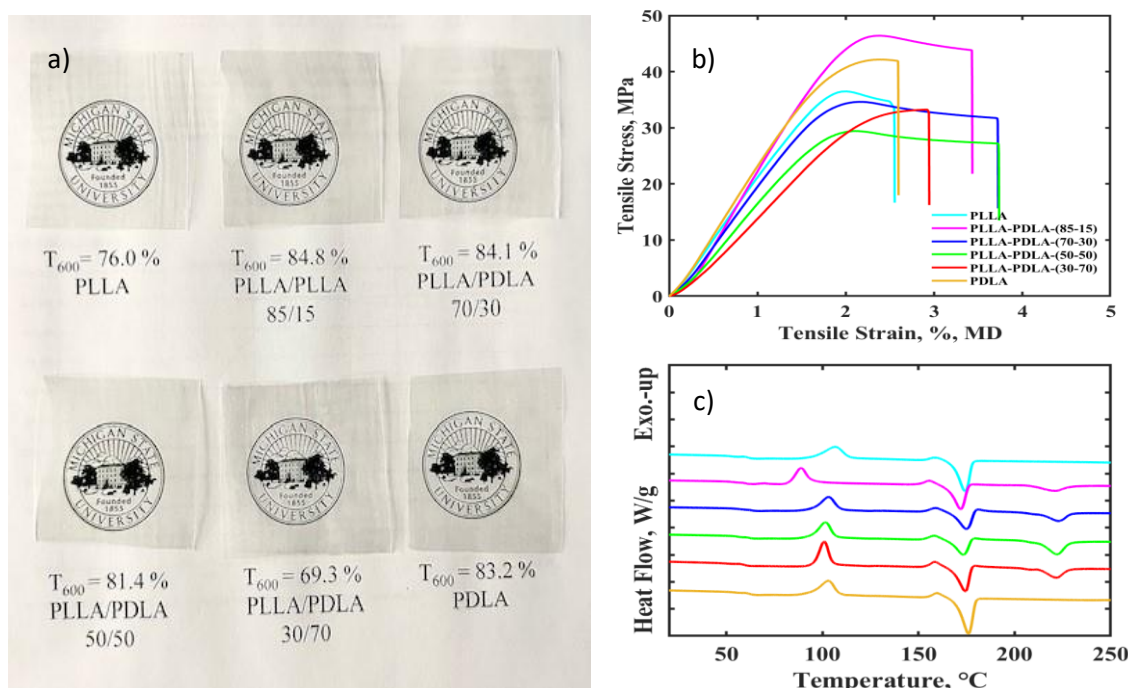 a)
MICHIGAN STATE
UNIVERSITY
Founded
1855
T600 = 76.0 %
PLLA
MICHIGAN STATE
UNIVERSITY
Founded
1855
T600 = 84.8 %
PLLA/PLLA
85/15
MICHIGAN STATE
UNIVERSITY
Founded
1855
T600 = 84.1 %
PLLA/PDLA
70/30
MICHIGAN STATE
UNIVERSITY
Founded
1855
T600 = 81.4 %
PLLA/PDLA
50/50
MICHIGAN STATE
UNIVERSITY
Founded
1855
T600 = 69.3 %
PLLA/PDLA
30/70
MICHIGAN STATE
UNIVERSITY
Founded
1855
T600 = 83.2 %
PDLA
b)
Tensile Stress, MPa
50
40
30
20
10
0
PLLA
PLLA-PDLA-(85-15)
PLLA-PDLA-(70-30)
PLLA-PDLA-(50-50)
PLLA-PDLA-(30-70)
PDLA
0 1 2 3 4 5
Tensile Strain, %, MD
c)
Heat Flow, W/g Exo.-up
50 100 150 200 250
Temperature, °C